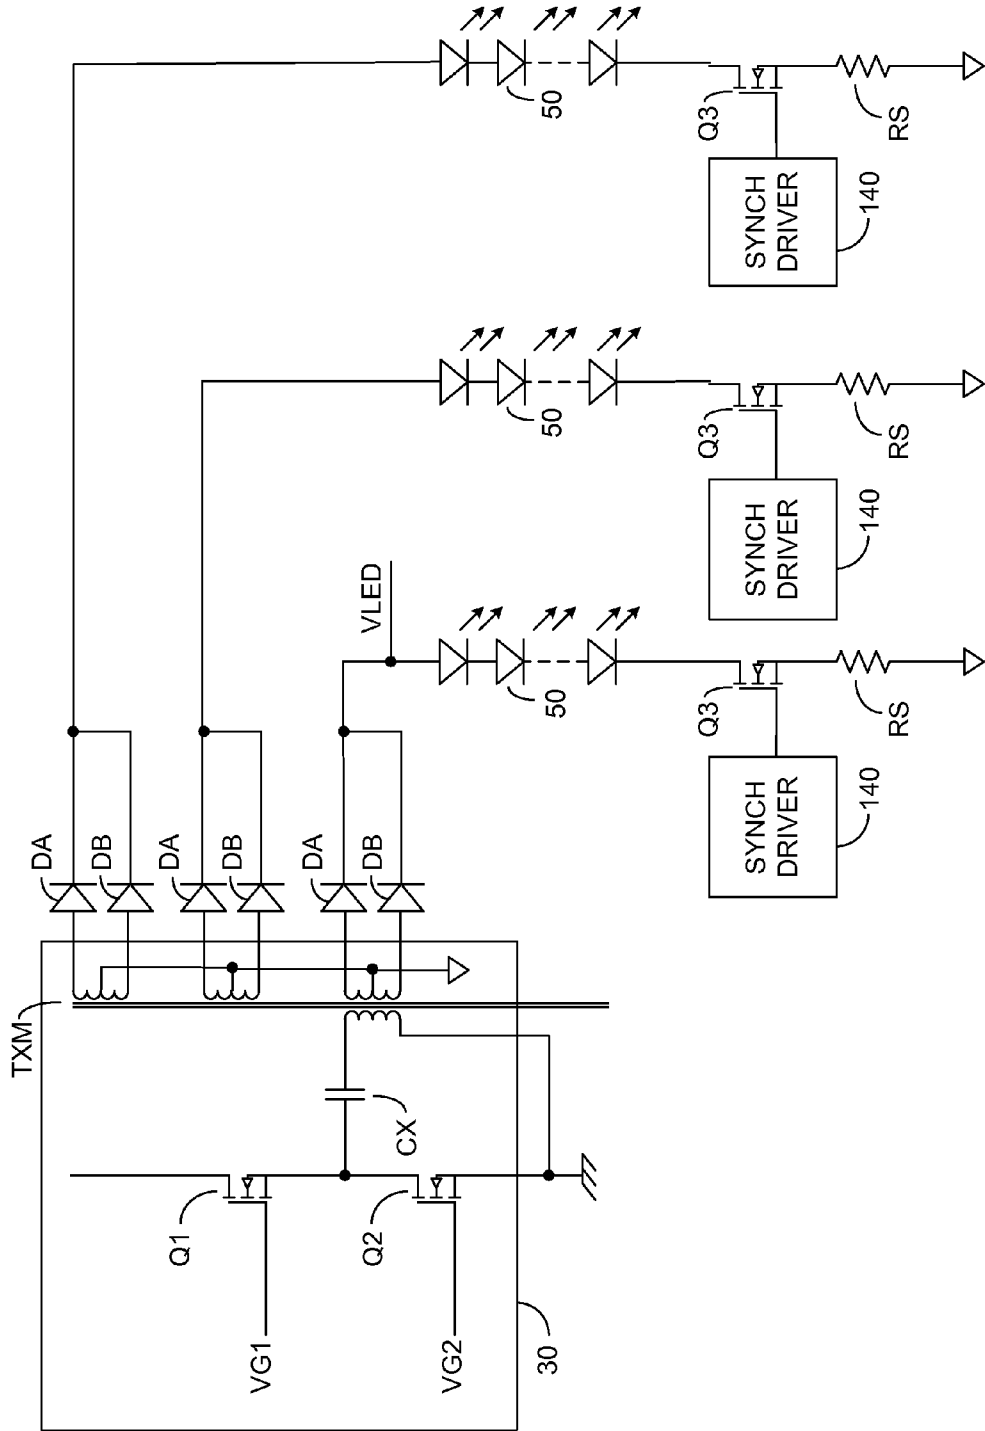 TXM
DA
DB
DA
DB
DA
DB
VLED
CX
Q1
Q2
VG1
VG2
30
50
50
50
Q3
Q3
Q3
SYNCH
DRIVER
140
SYNCH
DRIVER
140
SYNCH
DRIVER
140
RS
RS
RS